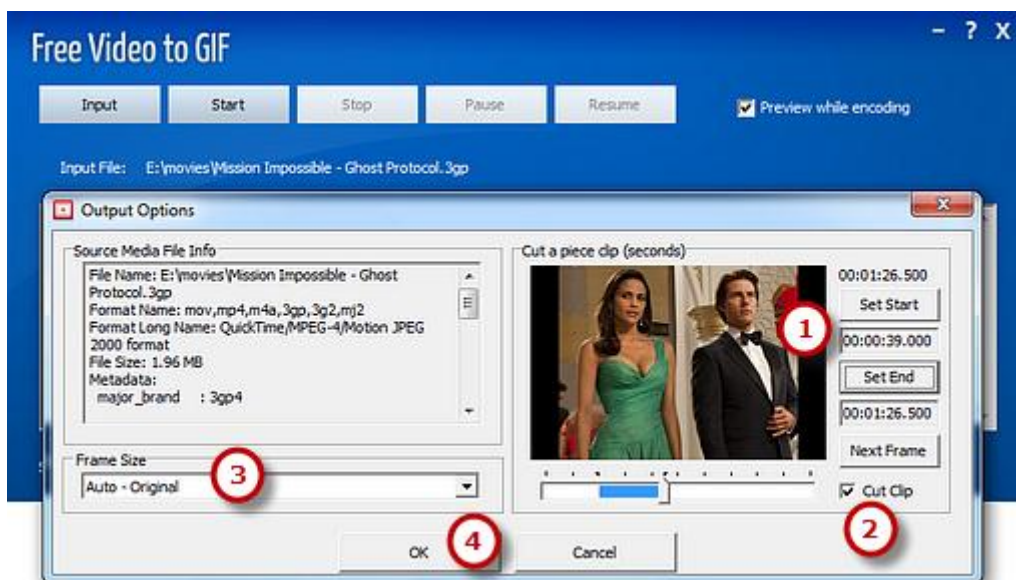 Free Video to GIF
– ? X
Input Start Stop Pause Resume Preview while encoding
Input File: E:\movies\Mission Impossible - Ghost Protocol.3gp
Output Options
Source Media File Info
File Name: E:\movies\Mission Impossible - Ghost
Protocol.3gp
Format Name: mov,mp4,m4a,3gp,3g2,mj2
Format Long Name: QuickTime/MPEG-4/Motion JPEG
2000 format
File Size: 1.96 MB
Metadata:
major_brand : 3gp4
Frame Size
Auto - Original
3
Cut a piece clip (seconds)
00:01:26.500
Set Start
1
00:00:39.000
Set End
00:01:26.500
Next Frame
Cut Clip
2
OK
4
Cancel